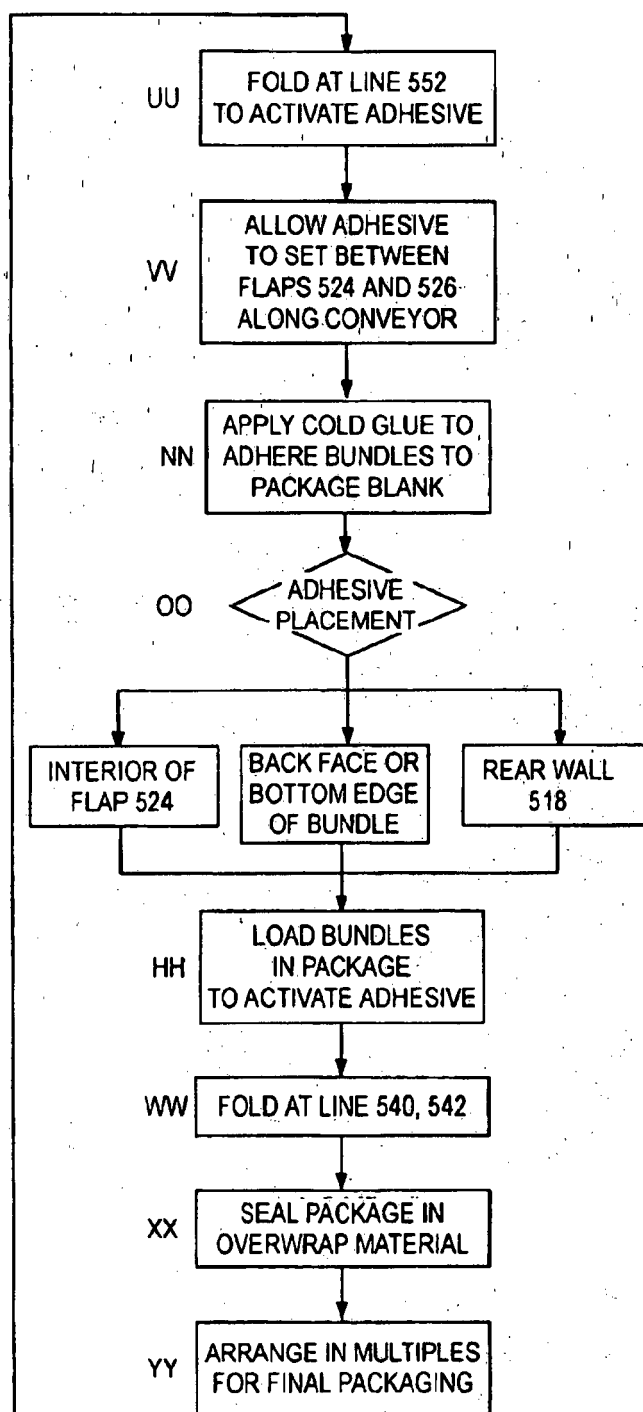 UU
FOLD AT LINE 552
TO ACTIVATE ADHESIVE
VV
ALLOW ADHESIVE
TO SET BETWEEN
FLAPS 524 AND 526
ALONG CONVEYOR
NN
APPLY COLD GLUE TO
ADHERE BUNDLES TO
PACKAGE BLANK
OO
ADHESIVE
PLACEMENT
INTERIOR OF
FLAP 524
BACK FACE OR
BOTTOM EDGE
OF BUNDLE
REAR WALL
518
HH
LOAD BUNDLES
IN PACKAGE
TO ACTIVATE ADHESIVE
WW
FOLD AT LINE 540, 542
XX
SEAL PACKAGE IN
OVERWRAP MATERIAL
YY
ARRANGE IN MULTIPLES
FOR FINAL PACKAGING